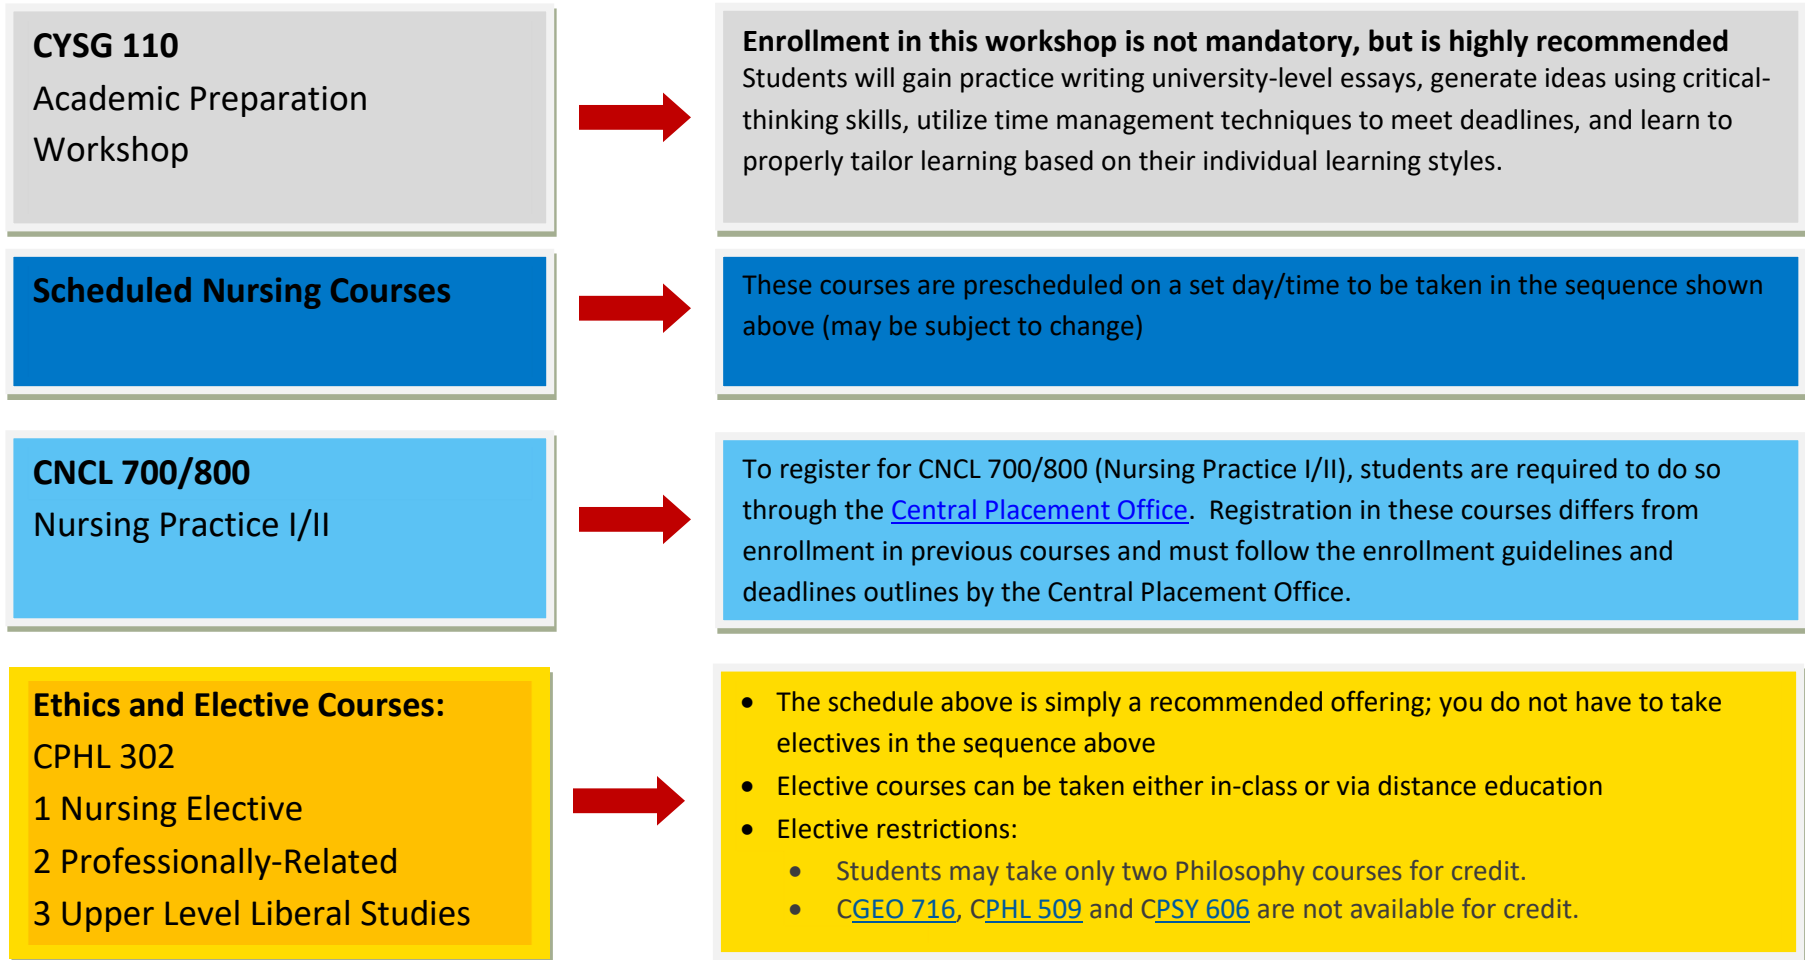 CYSG 110
Academic Preparation
Workshop
Enrollment in this workshop is not mandatory, but is highly recommended
Students will gain practice writing university-level essays, generate ideas using critical-
thinking skills, utilize time management techniques to meet deadlines, and learn to
properly tailor learning based on their individual learning styles.
Scheduled Nursing Courses
These courses are prescheduled on a set day/time to be taken in the sequence shown
above (may be subject to change)
CNCL 700/800
Nursing Practice I/II
To register for CNCL 700/800 (Nursing Practice I/II), students are required to do so
through the Central Placement Office.  Registration in these courses differs from
enrollment in previous courses and must follow the enrollment guidelines and
deadlines outlines by the Central Placement Office.
Ethics and Elective Courses:
CPHL 302
1 Nursing Elective
2 Professionally-Related
3 Upper Level Liberal Studies
• The schedule above is simply a recommended offering; you do not have to take
electives in the sequence above
• Elective courses can be taken either in-class or via distance education
• Elective restrictions:
• Students may take only two Philosophy courses for credit.
• CGEO 716, CPHL 509 and CPSY 606 are not available for credit.